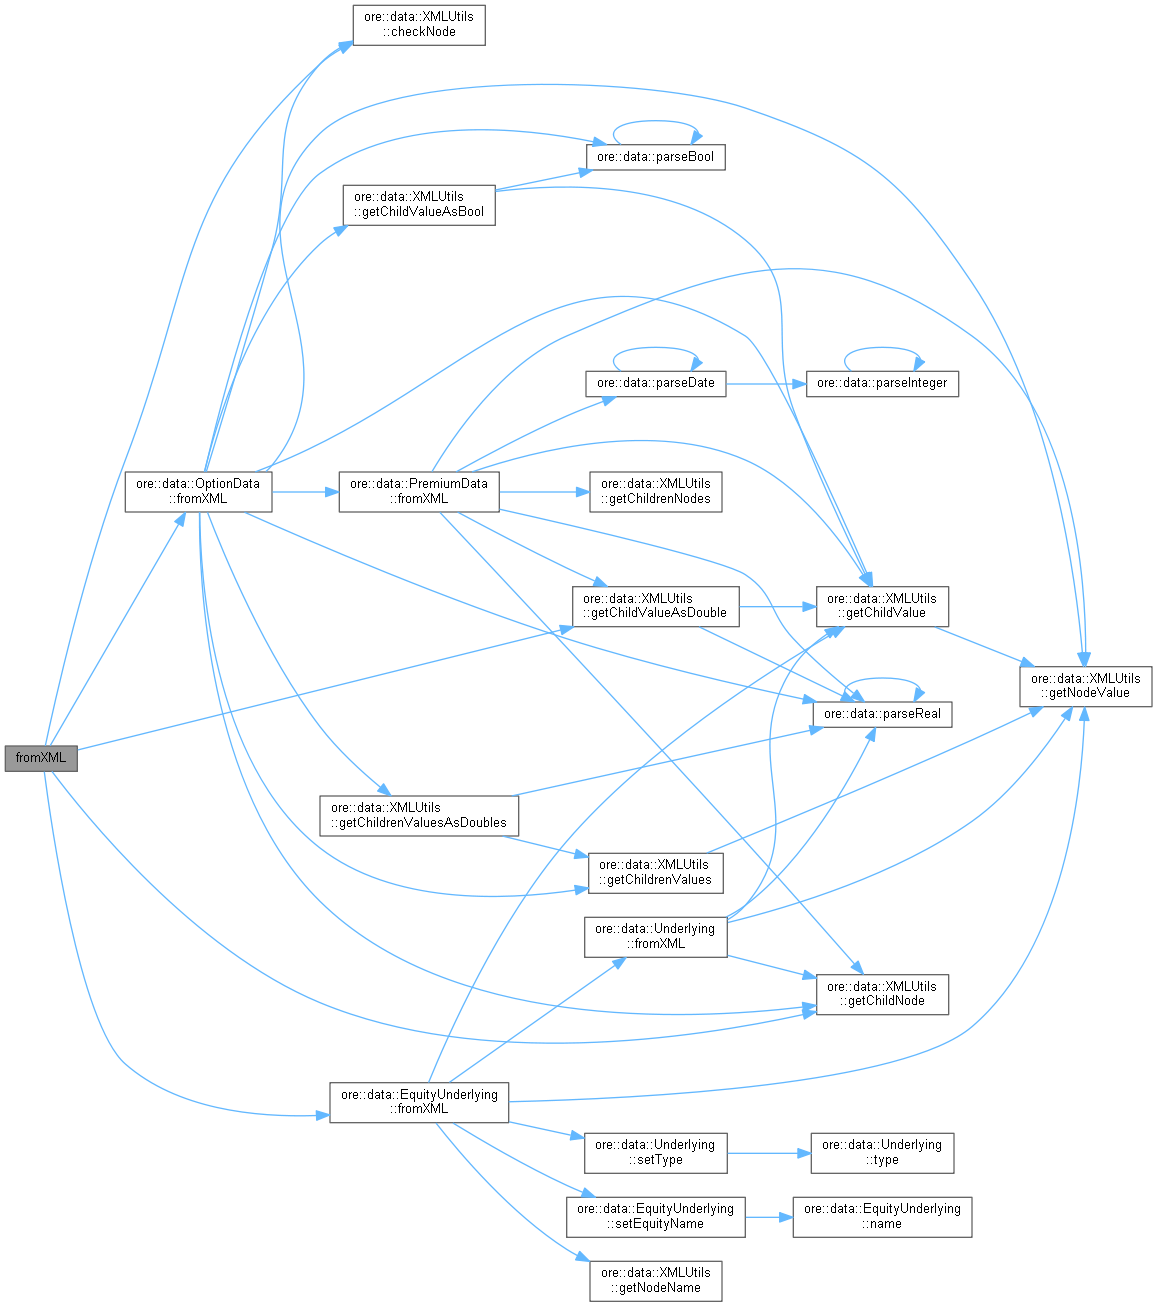 ore::data::XMLUtils
::checkNode
ore::data::parseBool
ore::data::XMLUtils
::getChildValueAsBool
ore::data::parseDate
ore::data::parseInteger
ore::data::OptionData
::fromXML
ore::data::PremiumData
::fromXML
ore::data::XMLUtils
::getChildrenNodes
ore::data::XMLUtils
::getChildValueAsDouble
ore::data::XMLUtils
::getChildValue
ore::data::XMLUtils
::getNodeValue
ore::data::parseReal
fromXML
ore::data::XMLUtils
::getChildrenValuesAsDoubles
ore::data::XMLUtils
::getChildrenValues
ore::data::Underlying
::fromXML
ore::data::XMLUtils
::getChildNode
ore::data::EquityUnderlying
::fromXML
ore::data::Underlying
::setType
ore::data::Underlying
::type
ore::data::EquityUnderlying
::setEquityName
ore::data::EquityUnderlying
::name
ore::data::XMLUtils
::getNodeName